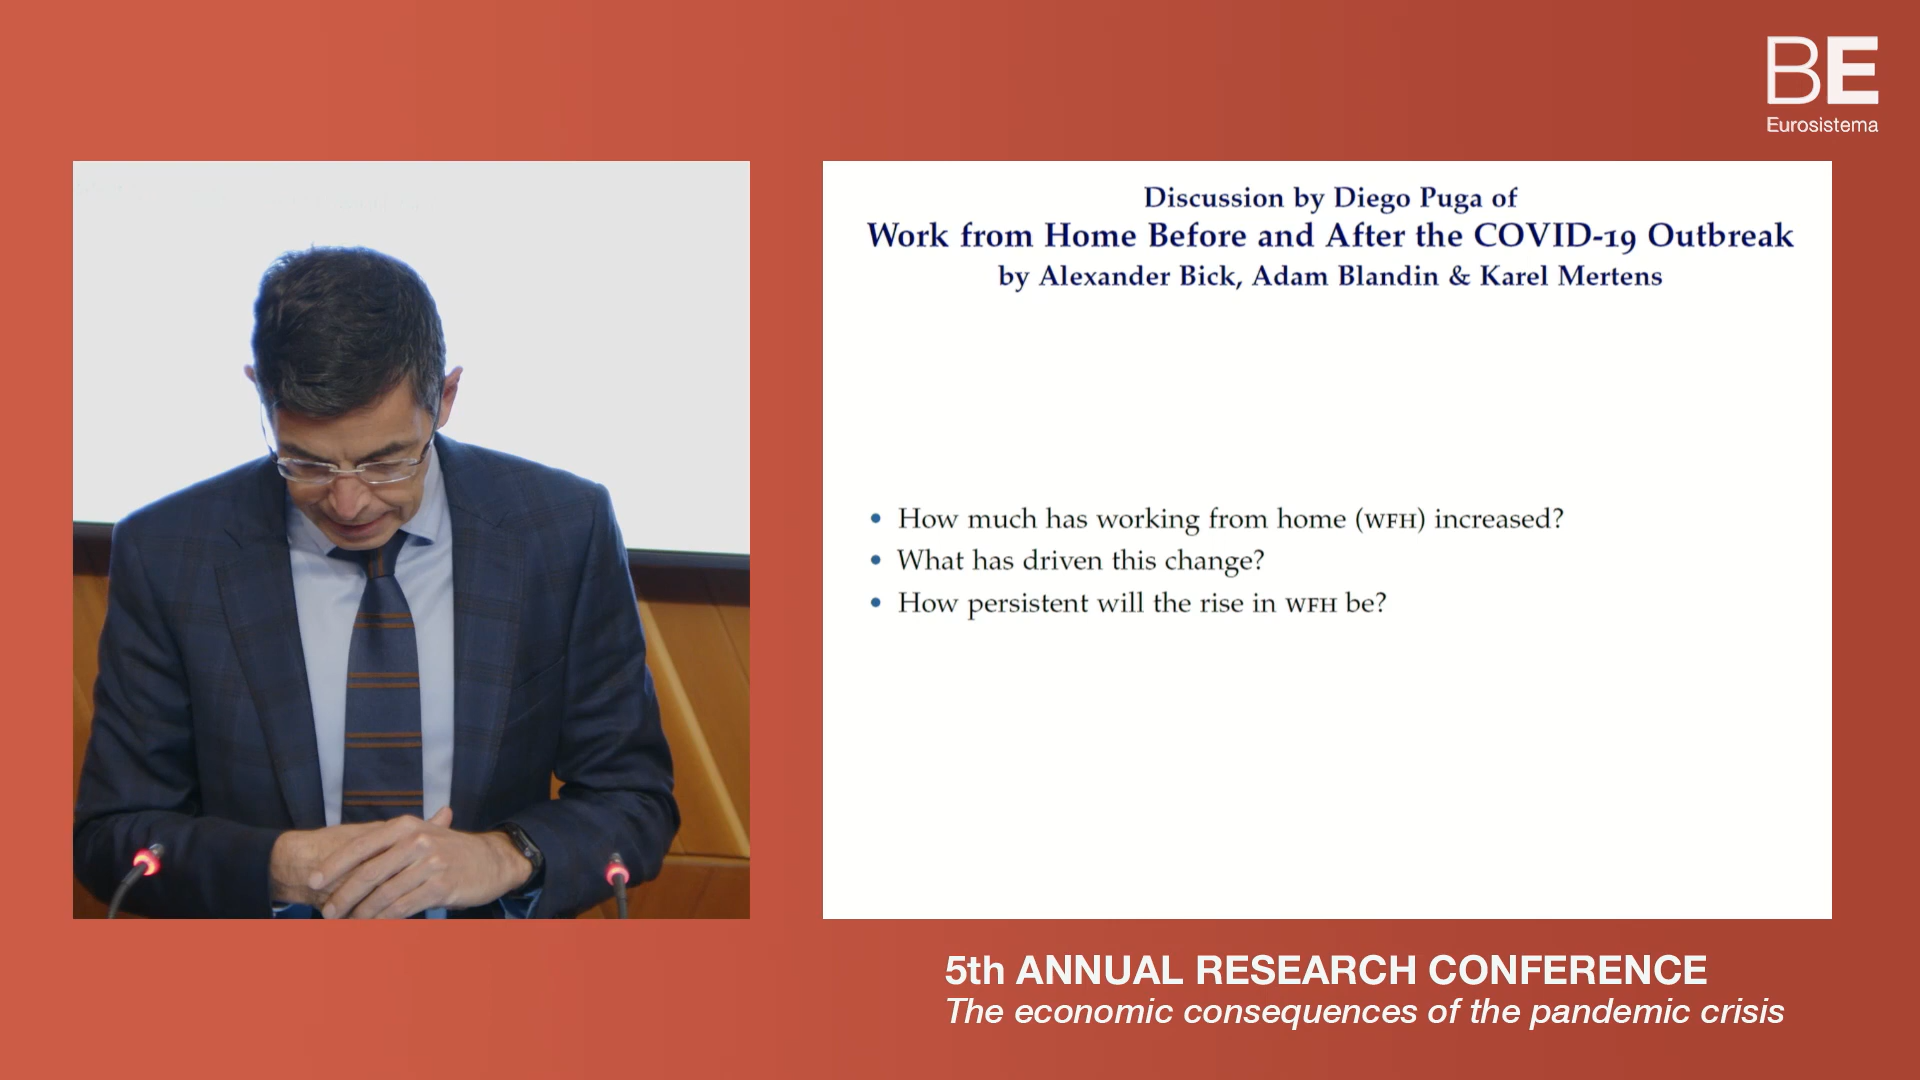 BE
Eurosistema
Discussion by Diego Puga of
Work from Home Before and After the COVID-19 Outbreak
by Alexander Bick, Adam Blandin & Karel Mertens
• How much has working from home (WFH) increased?
• What has driven this change?
• How persistent will the rise in WFH be?
5th ANNUAL RESEARCH CONFERENCE
The economic consequences of the pandemic crisis